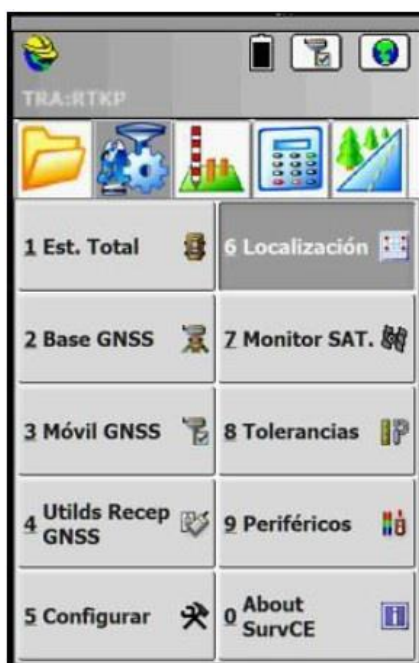 TRA:RTKP
1 Est. Total
6 Localización
2 Base GNSS
7 Monitor SAT.
3 Móvil GNSS
8 Tolerancias
4 Utilds Recep
GNSS
9 Periféricos
5 Configurar
0 About
SurvCE